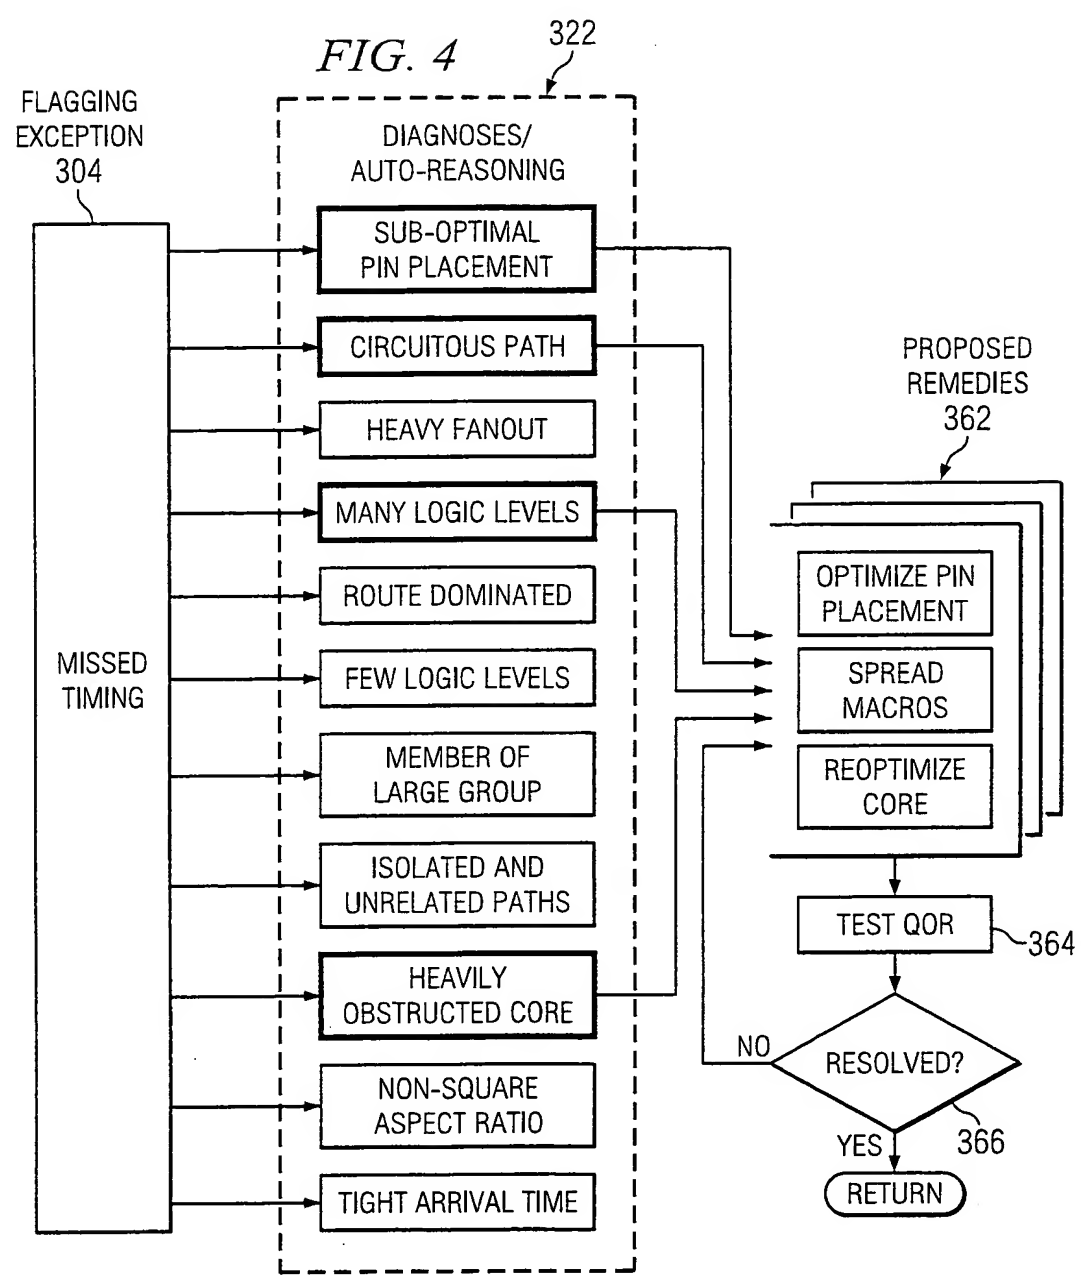 FIG. 4
322
FLAGGING
EXCEPTION
304
DIAGNOSES/
AUTO-REASONING
SUB-OPTIMAL
PIN PLACEMENT
CIRCUITOUS PATH
HEAVY FANOUT
MANY LOGIC LEVELS
ROUTE DOMINATED
FEW LOGIC LEVELS
MEMBER OF
LARGE GROUP
ISOLATED AND
UNRELATED PATHS
HEAVILY
OBSTRUCTED CORE
NON-SQUARE
ASPECT RATIO
TIGHT ARRIVAL TIME
MISSED
TIMING
PROPOSED
REMEDIES
362
OPTIMIZE PIN
PLACEMENT
SPREAD
MACROS
REOPTIMIZE
CORE
TEST QOR
364
NO
RESOLVED?
366
YES
RETURN